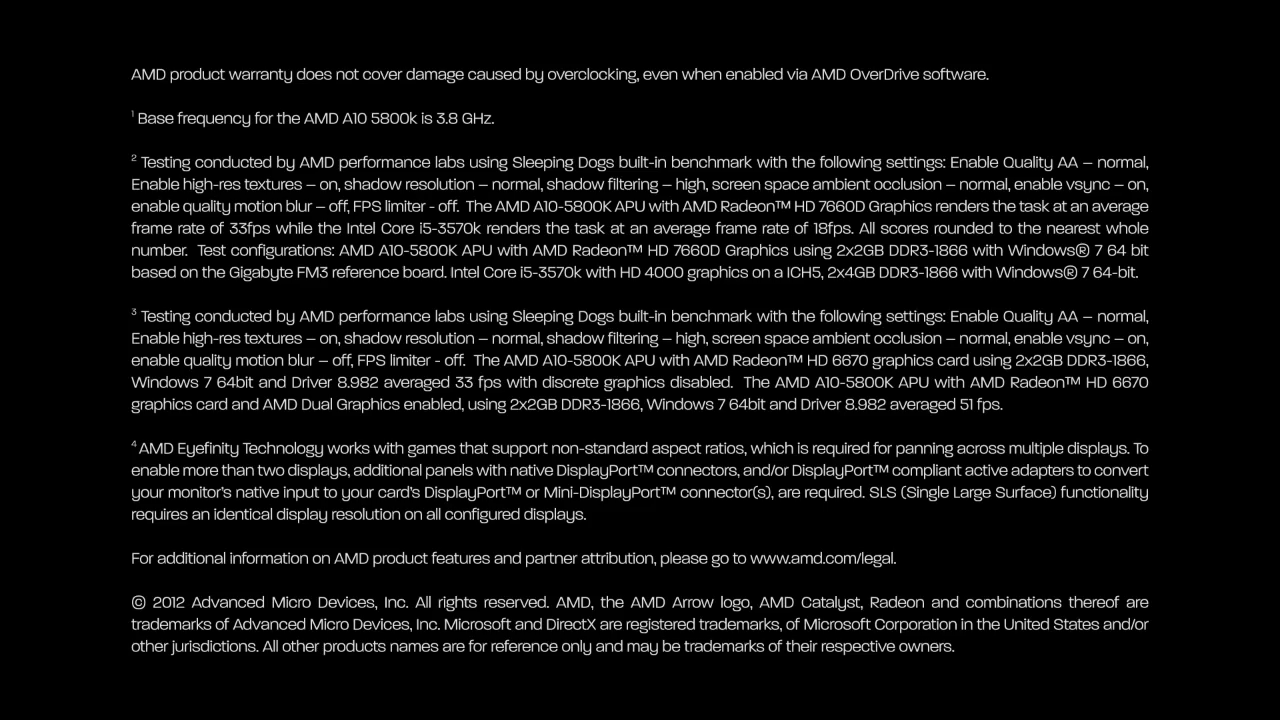 AMD product warranty does not cover damage caused by overclocking, even when enabled via AMD OverDrive software.
¹ Base frequency for the AMD A10 5800k is 3.8 GHz.
² Testing conducted by AMD performance labs using Sleeping Dogs built-in benchmark with the following settings: Enable Quality AA – normal,
Enable high-res textures – on, shadow resolution – normal, shadow filtering – high, screen space ambient occlusion – normal, enable vsync – on,
enable quality motion blur – off, FPS limiter - off.  The AMD A10-5800K APU with AMD Radeon™ HD 7660D Graphics renders the task at an average
frame rate of 33fps while the Intel Core i5-3570k renders the task at an average frame rate of 18fps. All scores rounded to the nearest whole
number.  Test configurations: AMD A10-5800K APU with AMD Radeon™ HD 7660D Graphics using 2x2GB DDR3-1866 with Windows® 7 64 bit
based on the Gigabyte FM3 reference board. Intel Core i5-3570k with HD 4000 graphics on a ICH5, 2x4GB DDR3-1866 with Windows® 7 64-bit.
³ Testing conducted by AMD performance labs using Sleeping Dogs built-in benchmark with the following settings: Enable Quality AA – normal,
Enable high-res textures – on, shadow resolution – normal, shadow filtering – high, screen space ambient occlusion – normal, enable vsync – on,
enable quality motion blur – off, FPS limiter - off.  The AMD A10-5800K APU with AMD Radeon™ HD 6670 graphics card using 2x2GB DDR3-1866,
Windows 7 64bit and Driver 8.982 averaged 33 fps with discrete graphics disabled.  The AMD A10-5800K APU with AMD Radeon™ HD 6670
graphics card and AMD Dual Graphics enabled, using 2x2GB DDR3-1866, Windows 7 64bit and Driver 8.982 averaged 51 fps.
⁴ AMD Eyefinity Technology works with games that support non-standard aspect ratios, which is required for panning across multiple displays. To
enable more than two displays, additional panels with native DisplayPort™ connectors, and/or DisplayPort™ compliant active adapters to convert
your monitor's native input to your card's DisplayPort™ or Mini-DisplayPort™ connector(s), are required. SLS (Single Large Surface) functionality
requires an identical display resolution on all configured displays.
For additional information on AMD product features and partner attribution, please go to www.amd.com/legal.
© 2012 Advanced Micro Devices, Inc. All rights reserved. AMD, the AMD Arrow logo, AMD Catalyst, Radeon and combinations thereof are
trademarks of Advanced Micro Devices, Inc. Microsoft and DirectX are registered trademarks, of Microsoft Corporation in the United States and/or
other jurisdictions. All other products names are for reference only and may be trademarks of their respective owners.